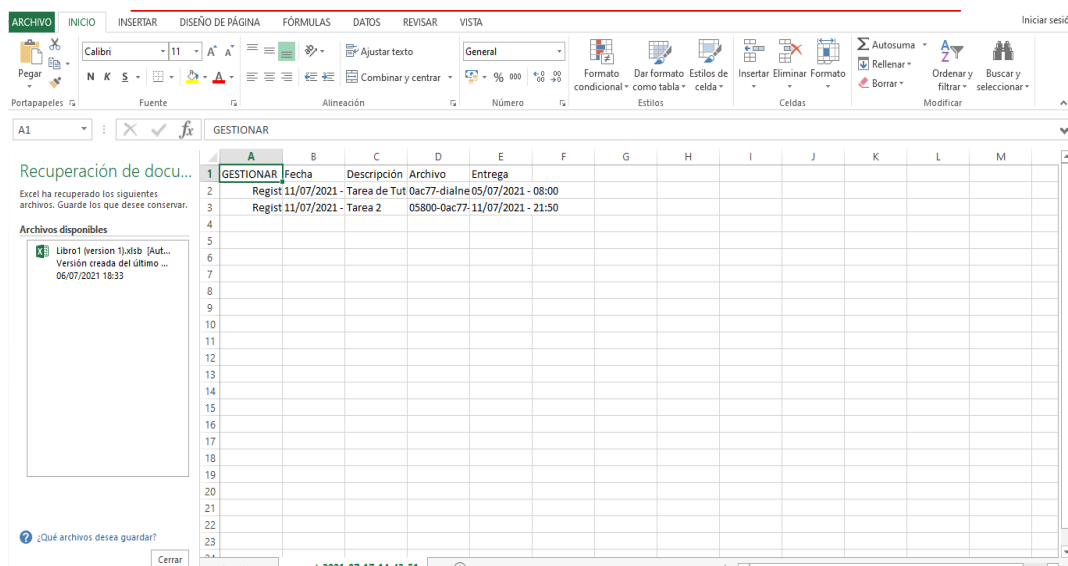 ARCHIVO INICIO INSERTAR DISEÑO DE PÁGINA FÓRMULAS DATOS REVISAR VISTA Iniciar sesió
Pegar
Calibri 11 A A
N K S A
Ajustar texto
Combinar y centrar
General
% 000
Formato condicional
Dar formato como tabla
Estilos de celda
Insertar Eliminar Formato
Autosuma
Rellenar
Borrar
Ordenar y filtrar
Buscar y seleccionar
Portapapeles Fuente Alineación Número Estilos Celdas Modificar
A1 fx GESTIONAR
Recuperación de docu...
Excel ha recuperado los siguientes
archivos. Guarde los que desee conservar.
Archivos disponibles
Libro1 (version 1).xlsb [Aut...
Versión creada del último ...
06/07/2021 18:33
¿Qué archivos desea guardar?
Cerrar
A B C D E F G H I J K L M
1 GESTIONAR Fecha Descripción Archivo Entrega
2 Regist 11/07/2021 - Tarea de Tut 0ac77-dialne 05/07/2021 - 08:00
3 Regist 11/07/2021 - Tarea 2 05800-0ac77- 11/07/2021 - 21:50
4
5
6
7
8
9
10
11
12
13
14
15
16
17
18
19
20
21
22
23